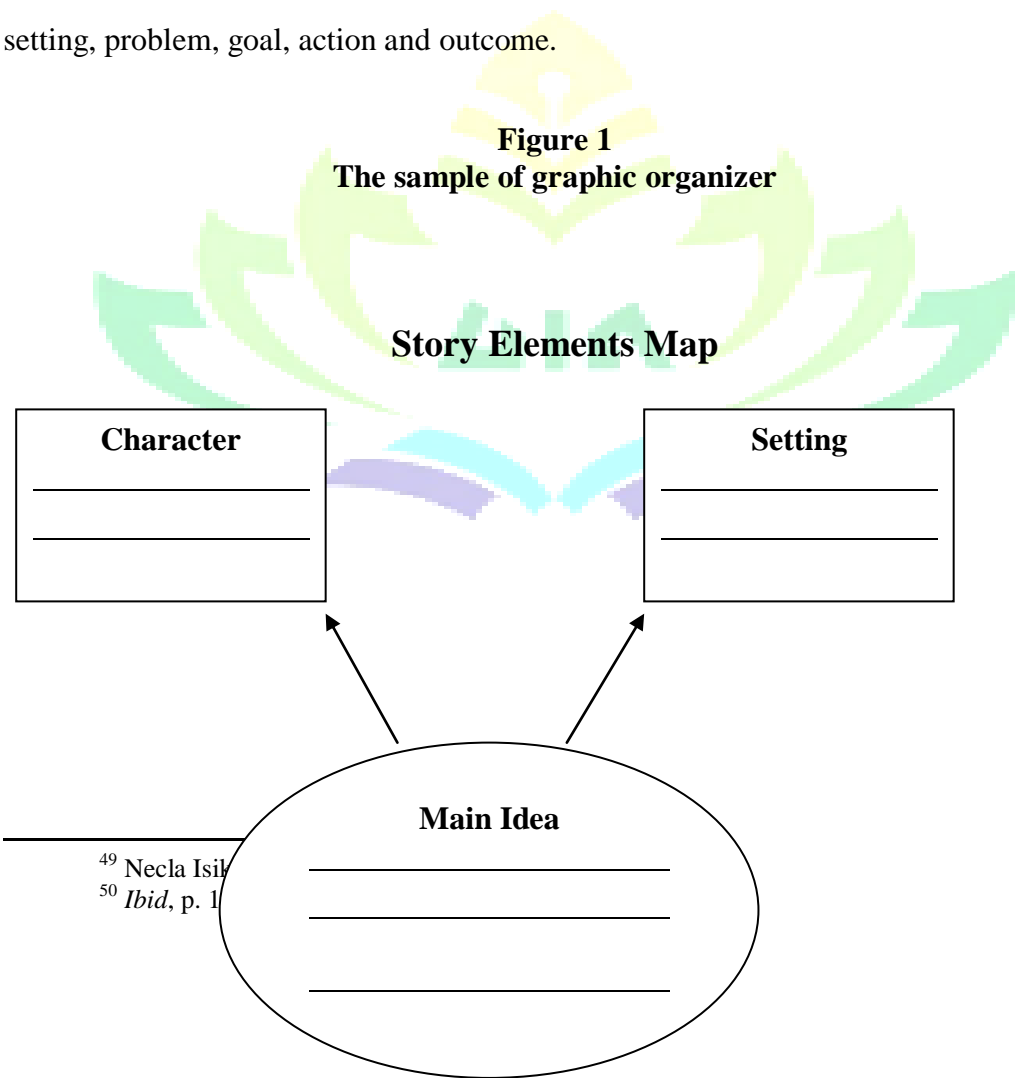 setting, problem, goal, action and outcome.
Figure 1
The sample of graphic organizer
Story Elements Map
Character
Setting
Main Idea
49 Necla Isik
50 Ibid, p. 1